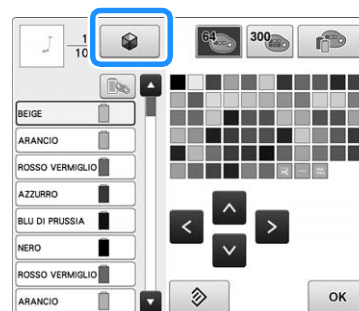 1
10
64
300
BEIGE
ARANCIO
ROSSO VERMIGLIO
AZZURRO
BLU DI PRUSSIA
NERO
ROSSO VERMIGLIO
ARANCIO
OK